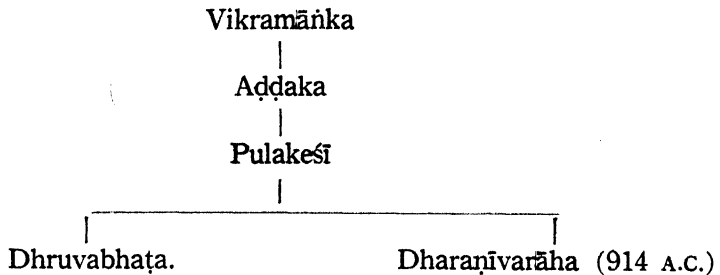 Vikramāṅka
Aḍḍaka
Pulakeśī
Dhruvabhaṭa. Dharaṇīvarāha (914 A.C.)